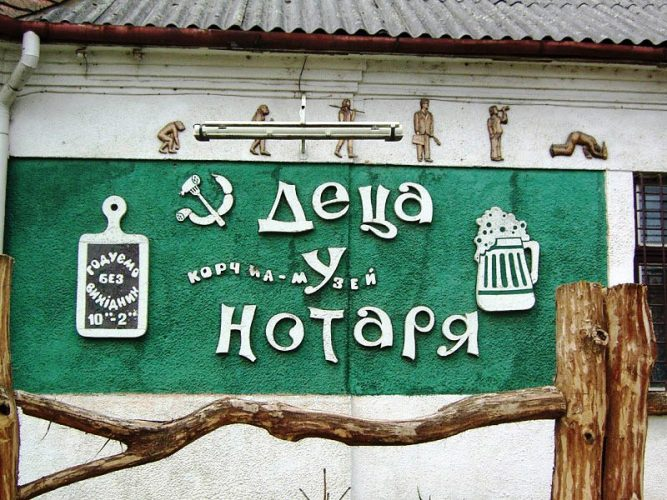 Деца
у
КОРЧМА-МУЗЕЙ
Нотаря
ГОДУЄМО
БЕЗ
ВИХІДНИХ
10⁰⁰-2⁰⁰